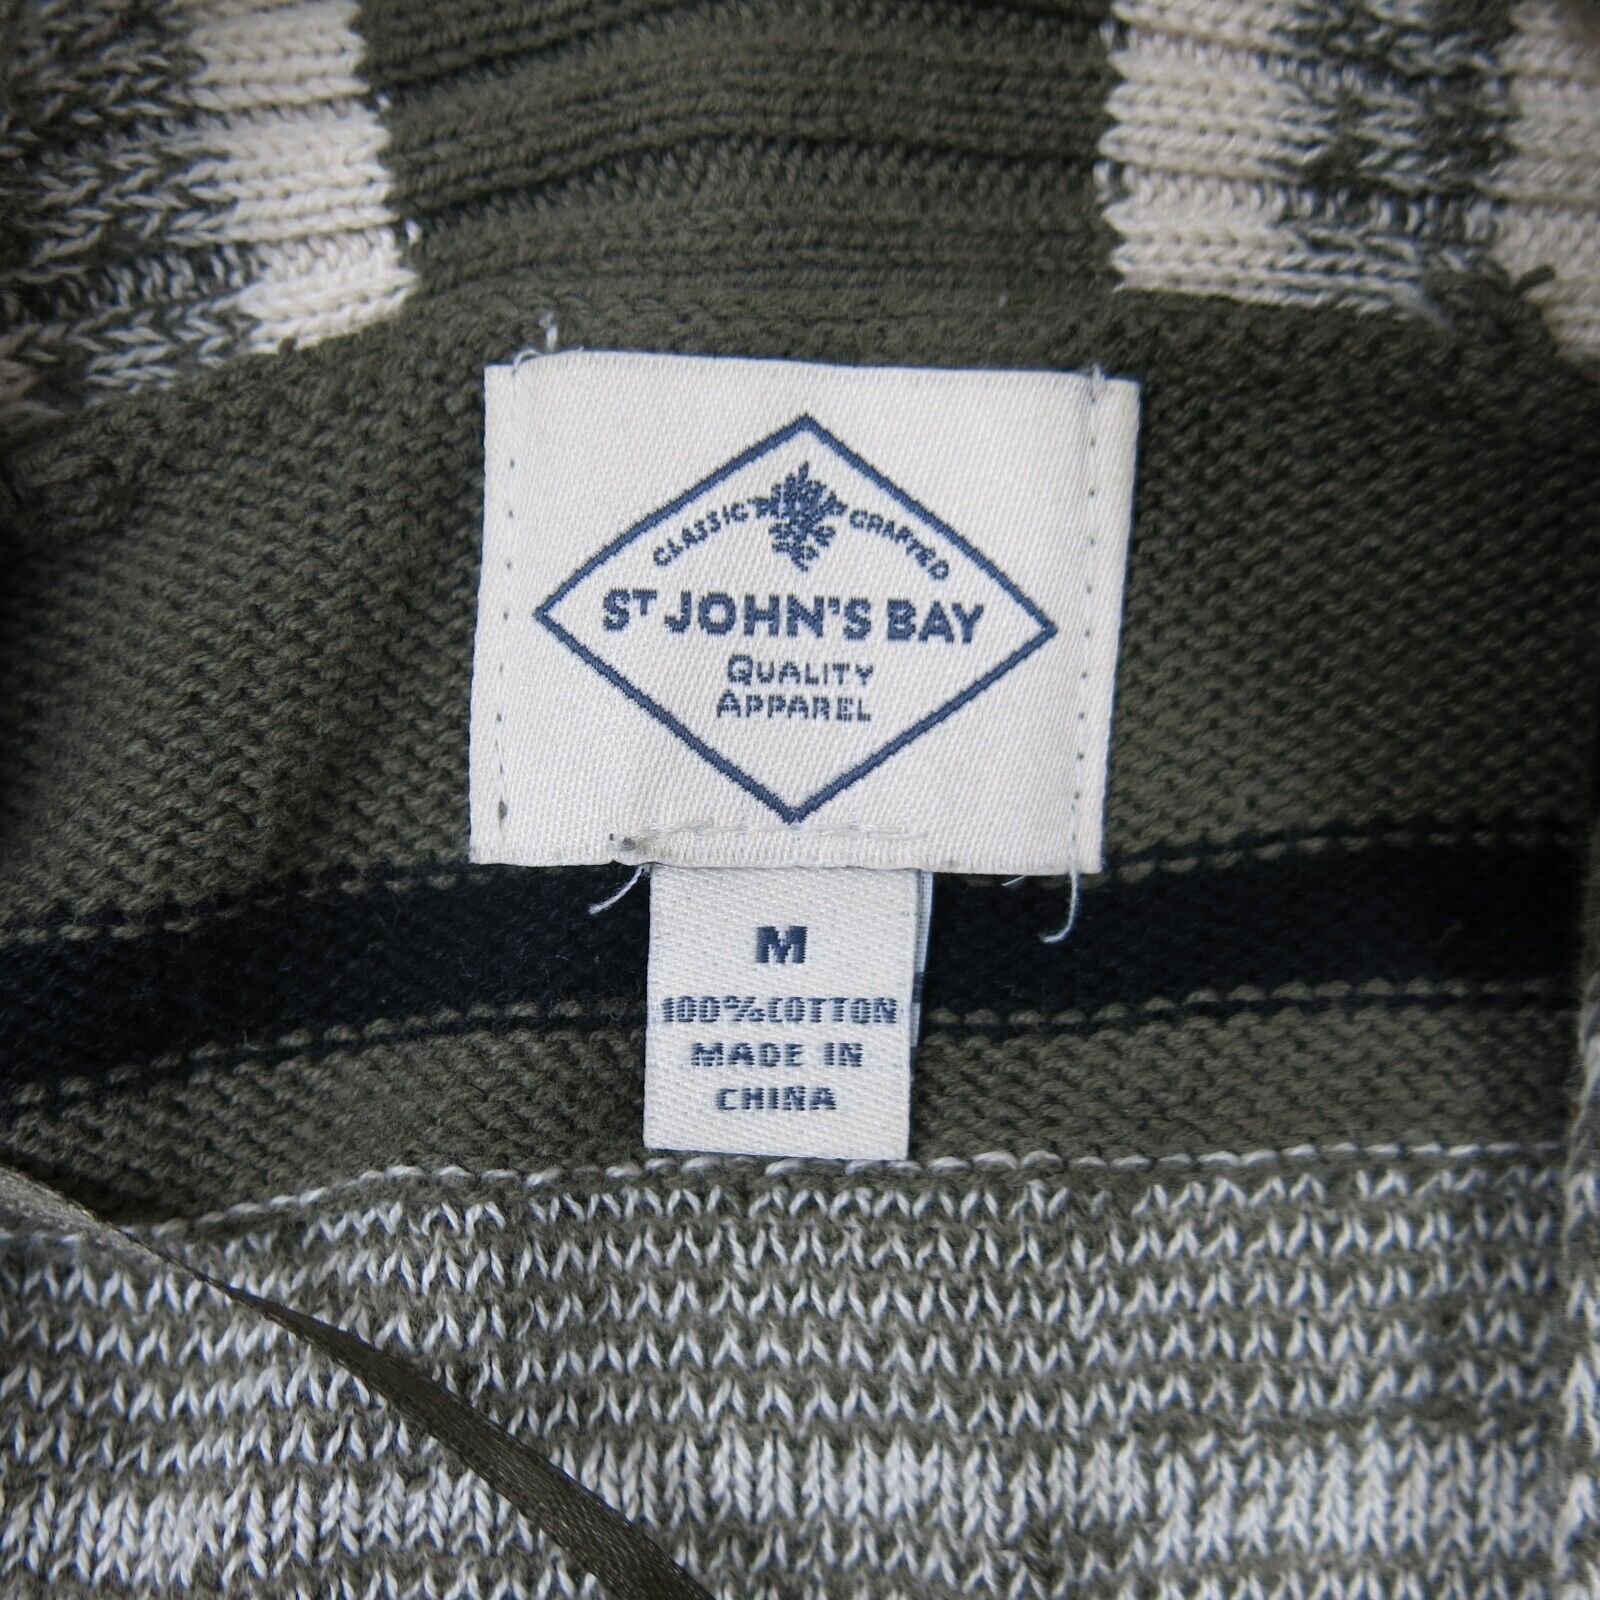 CLASSIC CRAFTED
ST JOHN'S BAY
QUALITY
APPAREL
M
100% COTTON
MADE IN
CHINA